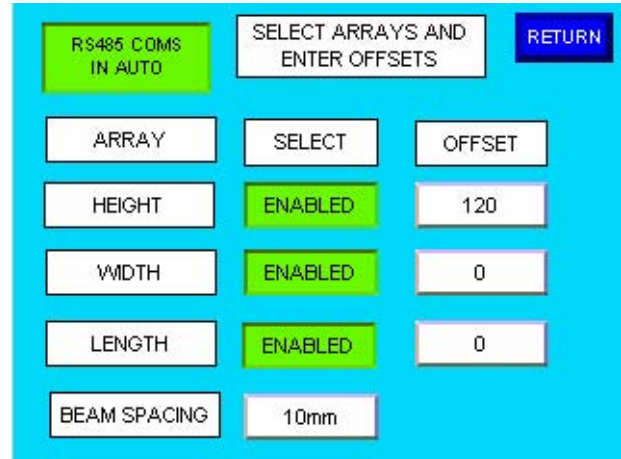 RS485 COMS
IN AUTO
SELECT ARRAYS AND
ENTER OFFSETS
RETURN
ARRAY
SELECT
OFFSET
HEIGHT
ENABLED
120
WIDTH
ENABLED
0
LENGTH
ENABLED
0
BEAM SPACING
10mm